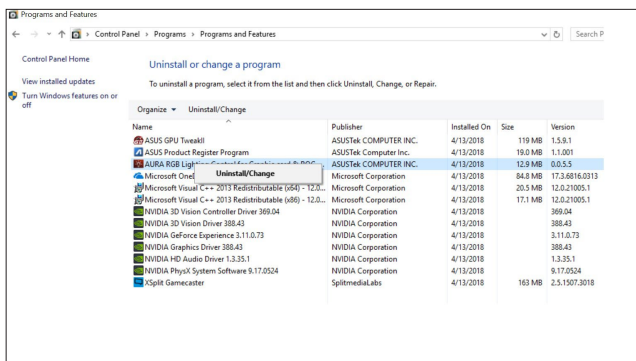 Programs and Features
Control Panel > Programs > Programs and Features
Search P
Control Panel Home
View installed updates
Turn Windows features on or
off
Uninstall or change a program
To uninstall a program, select it from the list and then click Uninstall, Change, or Repair.
Organize Uninstall/Change
Name Publisher Installed On Size Version
ASUS GPU TweakII ASUSTek COMPUTER INC. 4/13/2018 119 MB 1.5.9.1
ASUS Product Register Program ASUSTek Computer Inc. 4/13/2018 19.0 MB 1.1.001
AURA RGB Lighting Control for Graphic card & ROG ... ASUSTek COMPUTER INC. 4/13/2018 12.9 MB 0.0.5.5
Microsoft OneD Microsoft Corporation 4/13/2018 84.8 MB 17.3.6816.0313
Uninstall/Change
Microsoft Visual C++ 2013 Redistributable (x64) - 12.0... Microsoft Corporation 4/13/2018 20.5 MB 12.0.21005.1
Microsoft Visual C++ 2013 Redistributable (x86) - 12.0... Microsoft Corporation 4/13/2018 17.1 MB 12.0.21005.1
NVIDIA 3D Vision Controller Driver 369.04 NVIDIA Corporation 4/13/2018 369.04
NVIDIA 3D Vision Driver 388.43 NVIDIA Corporation 4/13/2018 388.43
NVIDIA GeForce Experience 3.11.0.73 NVIDIA Corporation 4/13/2018 3.11.0.73
NVIDIA Graphics Driver 388.43 NVIDIA Corporation 4/13/2018 388.43
NVIDIA HD Audio Driver 1.3.35.1 NVIDIA Corporation 4/13/2018 1.3.35.1
NVIDIA PhysX System Software 9.17.0524 NVIDIA Corporation 4/13/2018 9.17.0524
XSplit Gamecaster SplitmediaLabs 4/13/2018 163 MB 2.5.1507.3018